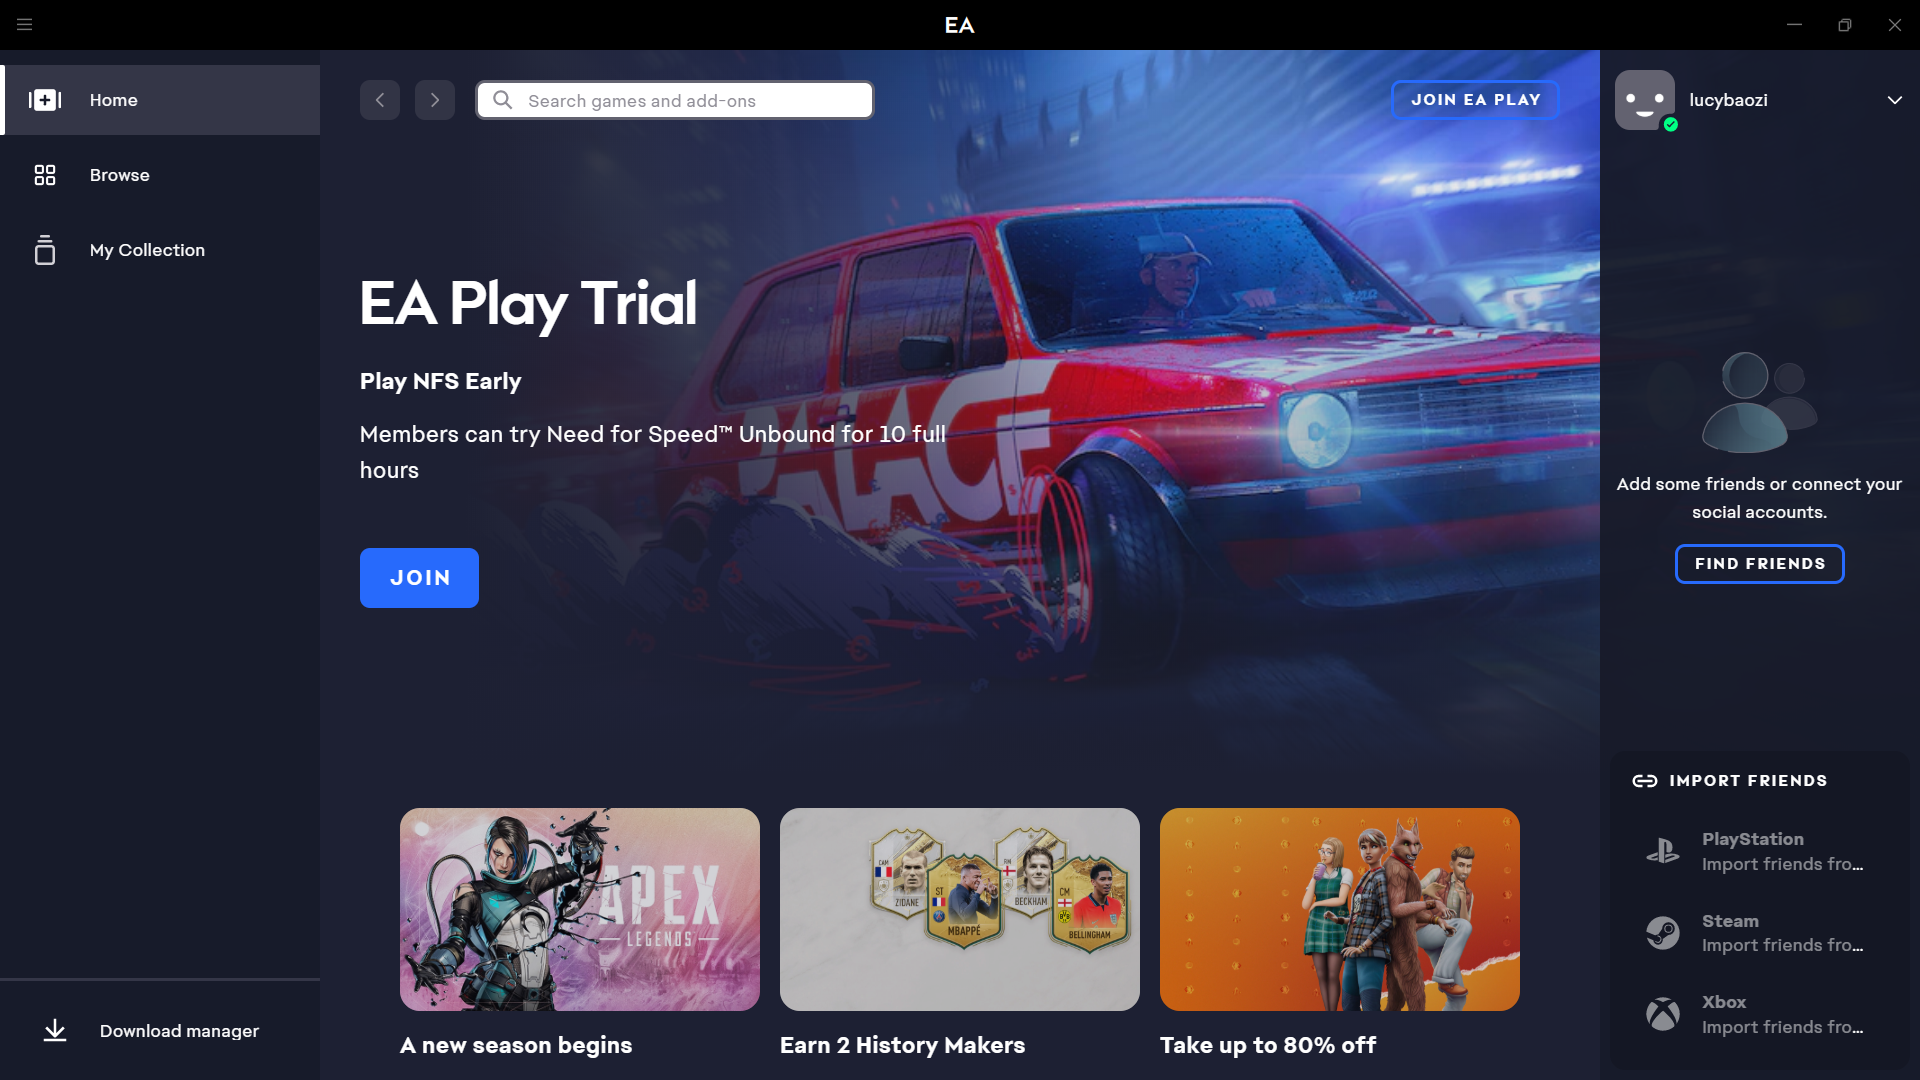 EA
Home
Browse
My Collection
Download manager
Search games and add-ons
JOIN EA PLAY
EA Play Trial
Play NFS Early
Members can try Need for Speed™ Unbound for 10 full
hours
JOIN
PALACE
APEX
LEGENDS
A new season begins
CAM
ZIDANE
ST
MBAPPÉ
RM
BECKHAM
CM
BELLINGHAM
Earn 2 History Makers
Take up to 80% off
lucybaozi
Add some friends or connect your
social accounts.
FIND FRIENDS
IMPORT FRIENDS
PlayStation
Import friends fro...
Steam
Import friends fro...
Xbox
Import friends fro...